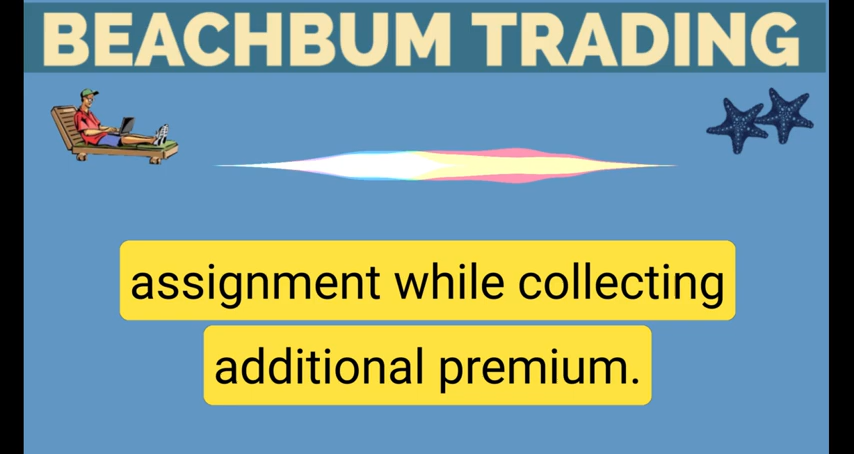 BEACHBUM TRADING
assignment while collecting
additional premium.